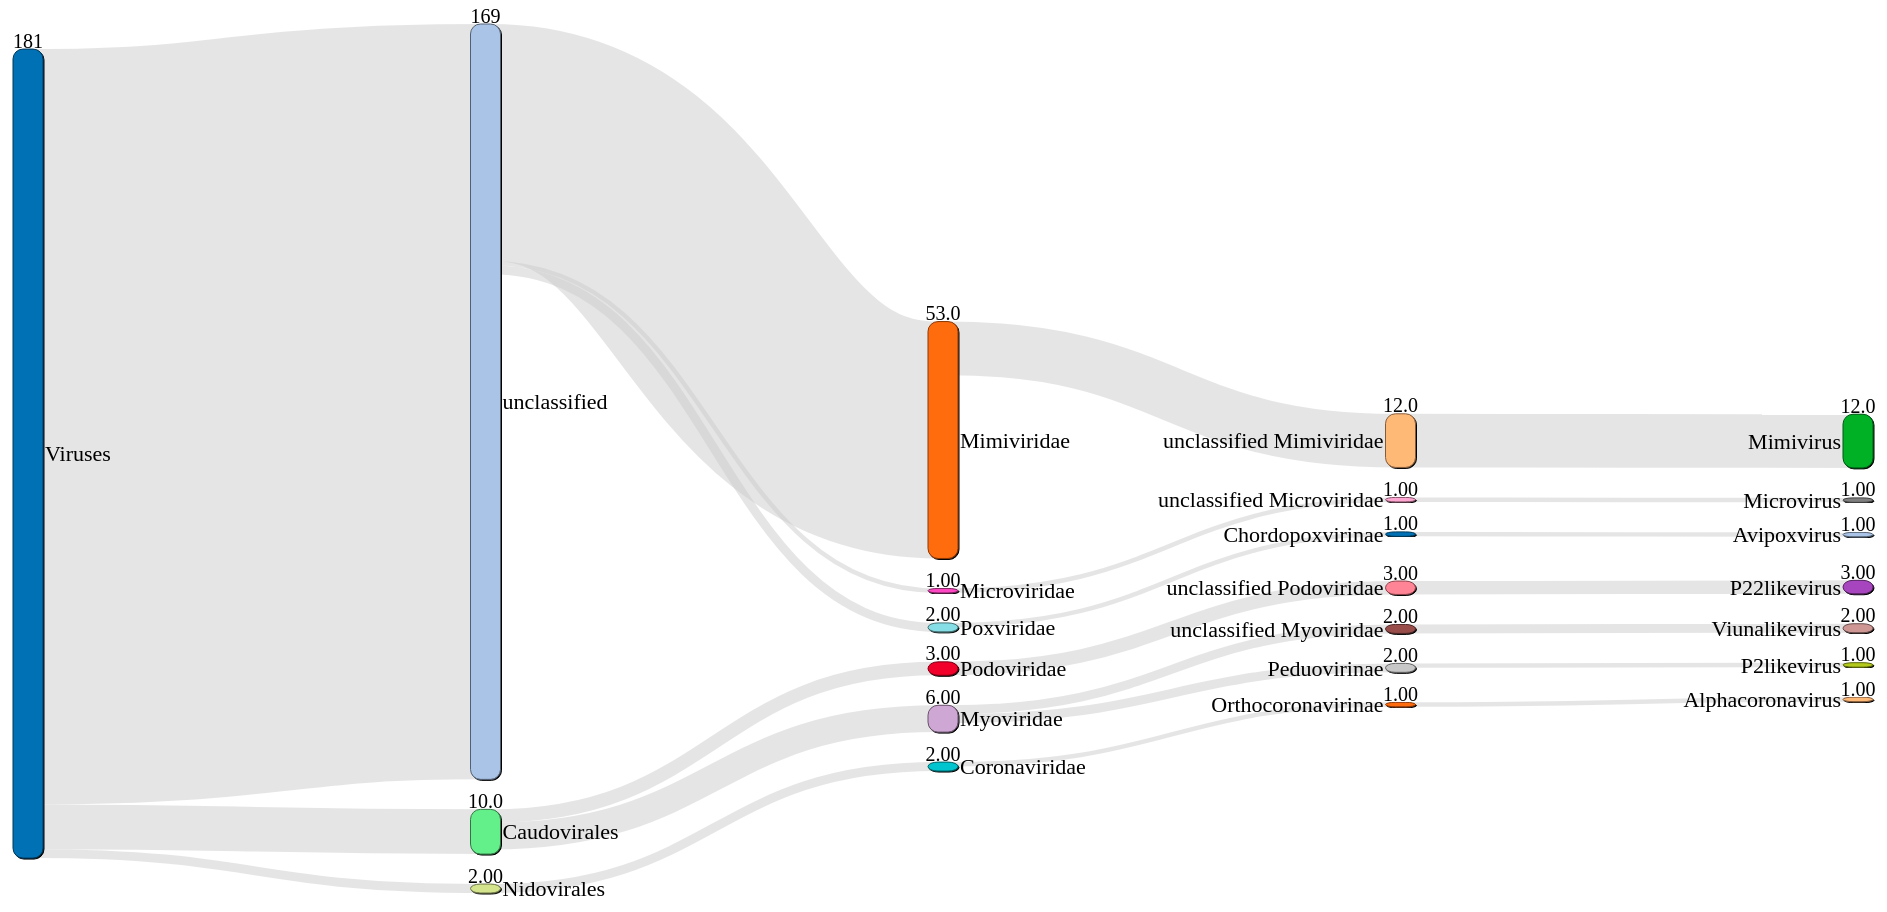 181
Viruses
169
unclassified
10.0
Caudovirales
2.00
Nidovirales
53.0
Mimiviridae
1.00
Microviridae
2.00
Poxviridae
3.00
Podoviridae
6.00
Myoviridae
2.00
Coronaviridae
12.0
unclassified Mimiviridae
1.00
unclassified Microviridae
1.00
Chordopoxvirinae
3.00
unclassified Podoviridae
2.00
unclassified Myoviridae
2.00
Peduovirinae
1.00
Orthocoronavirinae
12.0
Mimivirus
1.00
Microvirus
1.00
Avipoxvirus
3.00
P22likevirus
2.00
Viunalikevirus
1.00
P2likevirus
1.00
Alphacoronavirus